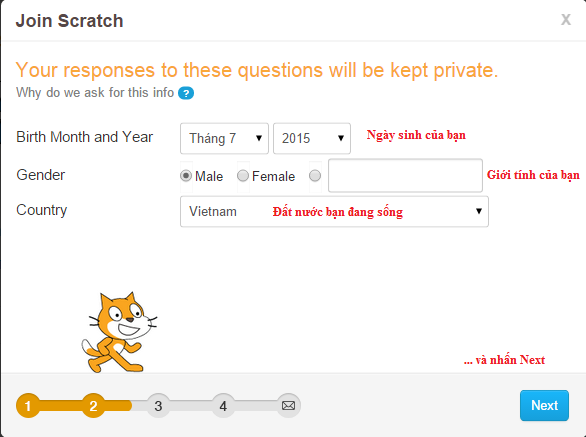 Join Scratch X
Your responses to these questions will be kept private.
Why do we ask for this info ?
Birth Month and Year Tháng 7 2015 Ngày sinh của bạn
Gender Male Female Giới tính của bạn
Country Vietnam Đất nước bạn đang sống
... và nhấn Next
1 2 3 4 Next